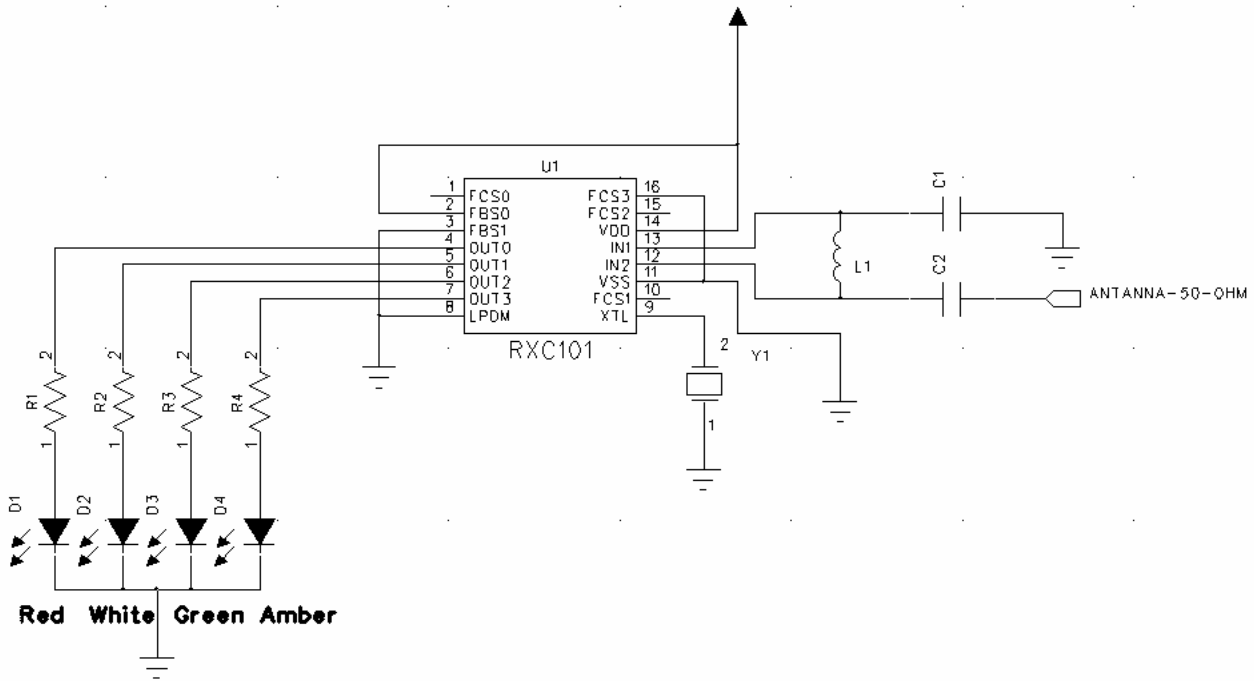 U1
1 FCS0 FCS3 16
2 FBS0 FCS2 15
3 FBS1 VDD 14
4 OUT0 IN1 13
5 OUT1 IN2 12
6 OUT2 VSS 11
7 OUT3 FCS1 10
8 LPDM XTL 9
RXC101
C1
L1
C2
ANTANNA-50-OHM
2 Y1
1
2 2 2 2
R1 R2 R3 R4
1 1 1 1
D1 D2 D3 D4
Red White Green Amber